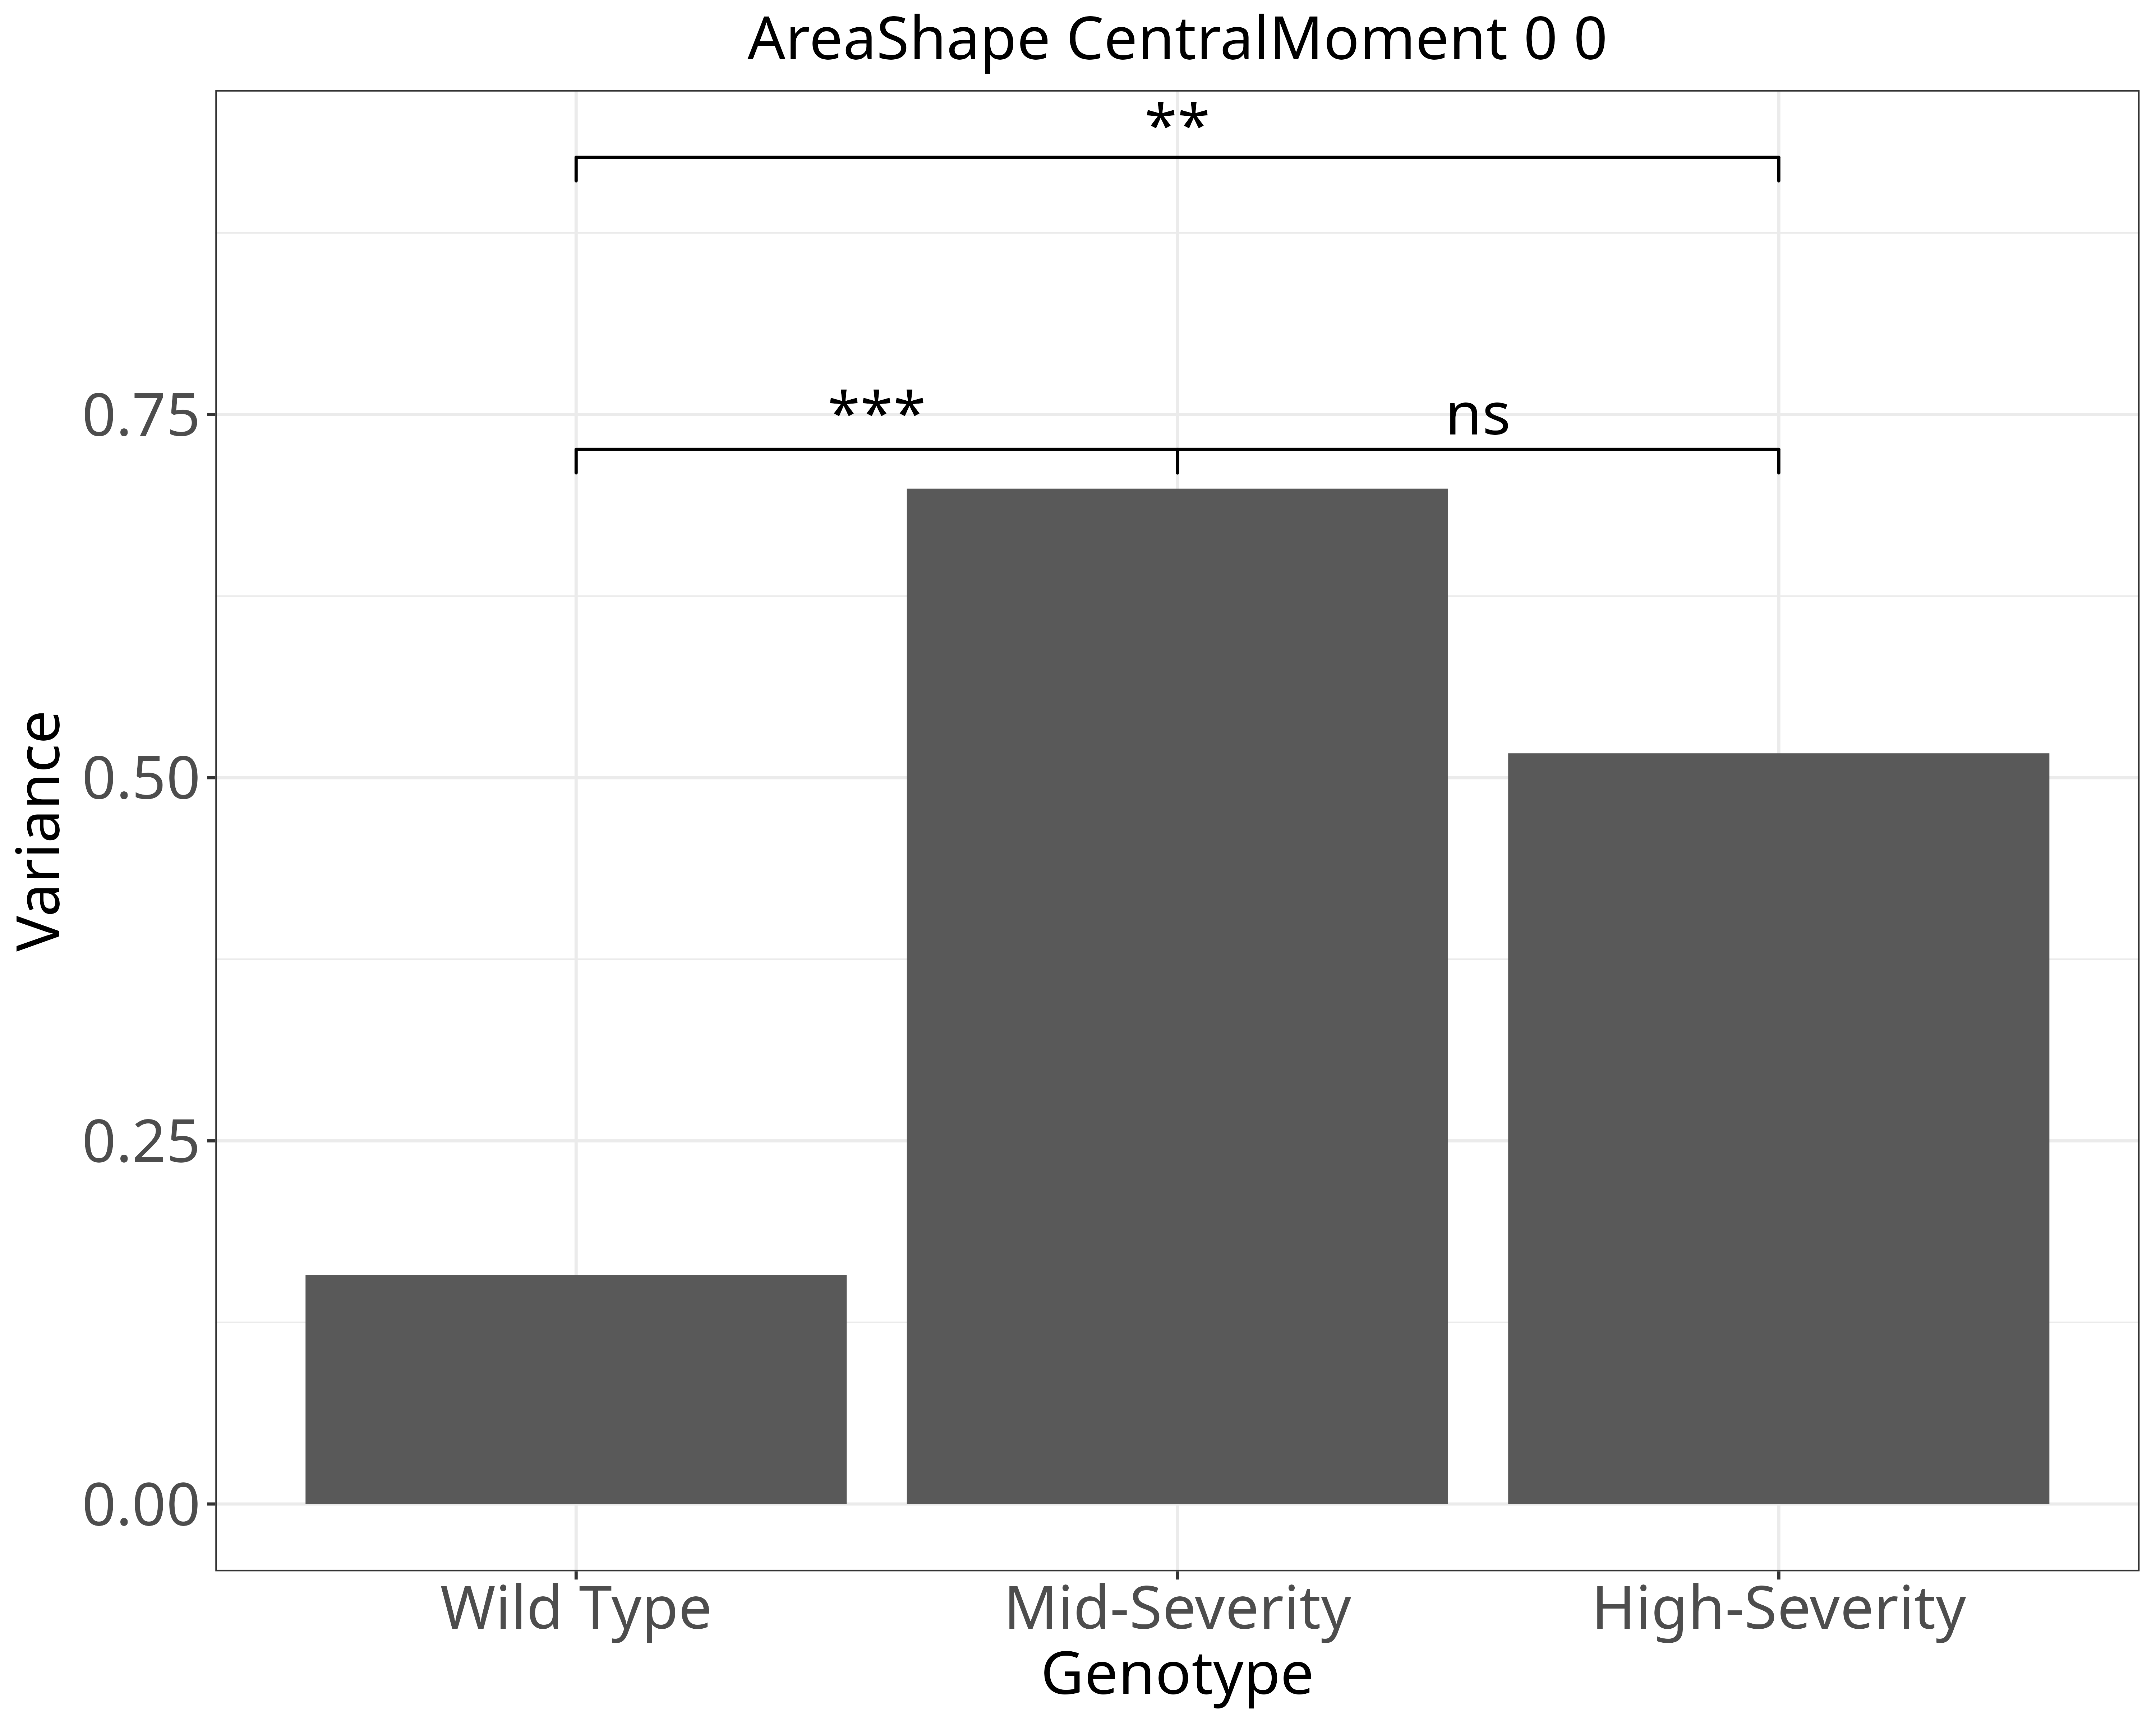 AreaShape CentralMoment 0 0
**
*** ns
0.75
0.50
0.25
0.00
Variance
Wild Type Mid-Severity High-Severity
Genotype